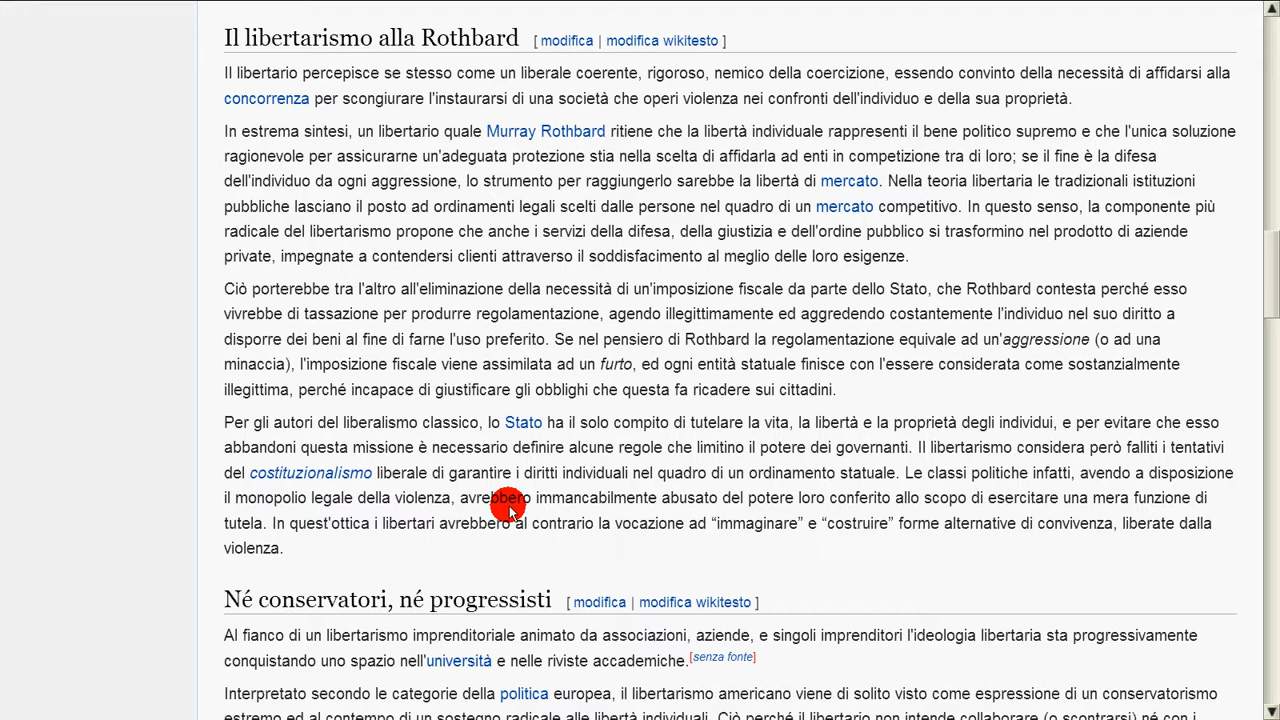 Il libertarismo alla Rothbard [ modifica | modifica wikitesto ]
Il libertario percepisce se stesso come un liberale coerente, rigoroso, nemico della coercizione, essendo convinto della necessità di affidarsi alla
concorrenza per scongiurare l'instaurarsi di una società che operi violenza nei confronti dell'individuo e della sua proprietà.
In estrema sintesi, un libertario quale Murray Rothbard ritiene che la libertà individuale rappresenti il bene politico supremo e che l'unica soluzione
ragionevole per assicurarne un'adeguata protezione stia nella scelta di affidarla ad enti in competizione tra di loro; se il fine è la difesa
dell'individuo da ogni aggressione, lo strumento per raggiungerlo sarebbe la libertà di mercato. Nella teoria libertaria le tradizionali istituzioni
pubbliche lasciano il posto ad ordinamenti legali scelti dalle persone nel quadro di un mercato competitivo. In questo senso, la componente più
radicale del libertarismo propone che anche i servizi della difesa, della giustizia e dell'ordine pubblico si trasformino nel prodotto di aziende
private, impegnate a contendersi clienti attraverso il soddisfacimento al meglio delle loro esigenze.
Ciò porterebbe tra l'altro all'eliminazione della necessità di un'imposizione fiscale da parte dello Stato, che Rothbard contesta perché esso
vivrebbe di tassazione per produrre regolamentazione, agendo illegittimamente ed aggredendo costantemente l'individuo nel suo diritto a
disporre dei beni al fine di farne l'uso preferito. Se nel pensiero di Rothbard la regolamentazione equivale ad un'aggressione (o ad una
minaccia), l'imposizione fiscale viene assimilata ad un furto, ed ogni entità statuale finisce con l'essere considerata come sostanzialmente
illegittima, perché incapace di giustificare gli obblighi che questa fa ricadere sui cittadini.
Per gli autori del liberalismo classico, lo Stato ha il solo compito di tutelare la vita, la libertà e la proprietà degli individui, e per evitare che esso
abbandoni questa missione è necessario definire alcune regole che limitino il potere dei governanti. Il libertarismo considera però falliti i tentativi
del costituzionalismo liberale di garantire i diritti individuali nel quadro di un ordinamento statuale. Le classi politiche infatti, avendo a disposizione
il monopolio legale della violenza, avrebbero immancabilmente abusato del potere loro conferito allo scopo di esercitare una mera funzione di
tutela. In quest'ottica i libertari avrebbero al contrario la vocazione ad “immaginare” e “costruire” forme alternative di convivenza, liberate dalla
violenza.
Né conservatori, né progressisti [ modifica | modifica wikitesto ]
Al fianco di un libertarismo imprenditoriale animato da associazioni, aziende, e singoli imprenditori l'ideologia libertaria sta progressivamente
conquistando uno spazio nell'università e nelle riviste accademiche.[senza fonte]
Interpretato secondo le categorie della politica europea, il libertarismo americano viene di solito visto come espressione di un conservatorismo
estremo ed al contempo di un sostegno radicale alle libertà individuali. Ciò perché il libertario non intende collaborare (o scontrarsi) né con i